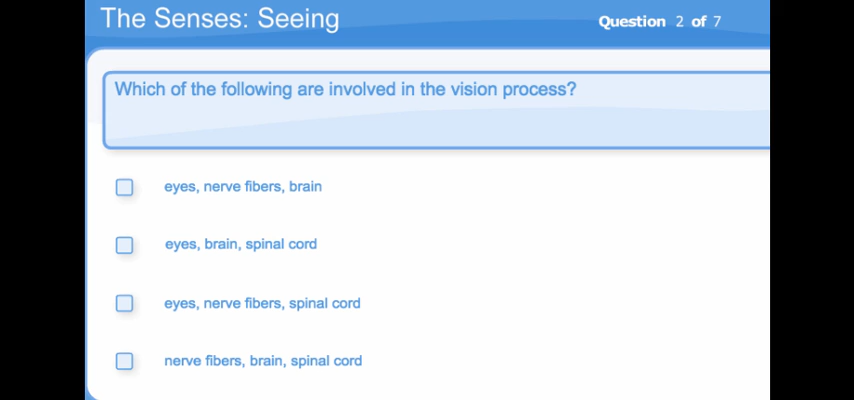 The Senses: Seeing
Question 2 of 7
Which of the following are involved in the vision process?
eyes, nerve fibers, brain
eyes, brain, spinal cord
eyes, nerve fibers, spinal cord
nerve fibers, brain, spinal cord